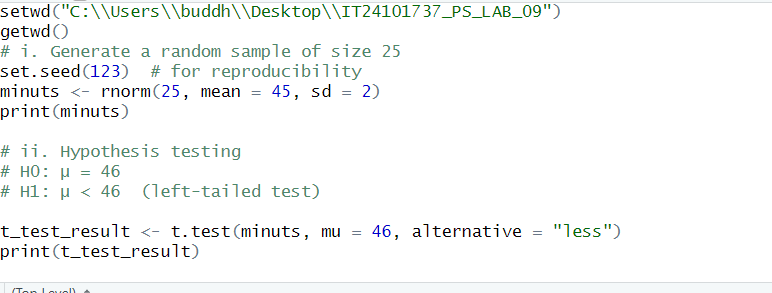 setwd("C:\\Users\\buddh\\Desktop\\IT24101737_PS_LAB_09")
getwd()
# i. Generate a random sample of size 25
set.seed(123)  # for reproducibility
minuts <- rnorm(25, mean = 45, sd = 2)
print(minuts)
# ii. Hypothesis testing
# H0: μ = 46
# H1: μ < 46  (left-tailed test)
t_test_result <- t.test(minuts, mu = 46, alternative = "less")
print(t_test_result)
(Top Level)